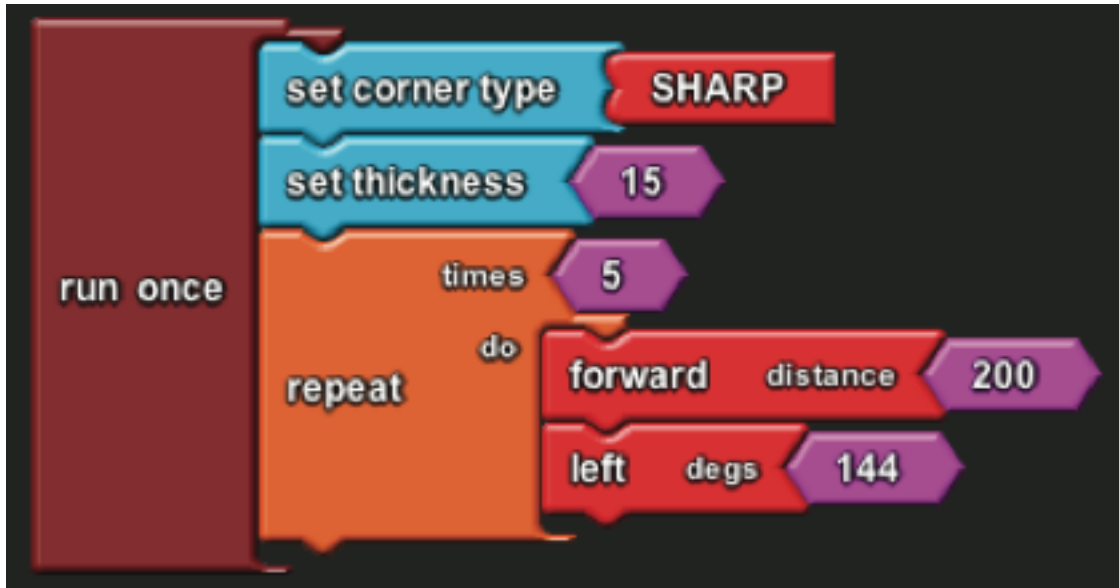 set corner type SHARP
set thickness 15
times 5
run once
do
repeat
forward distance 200
left degs 144